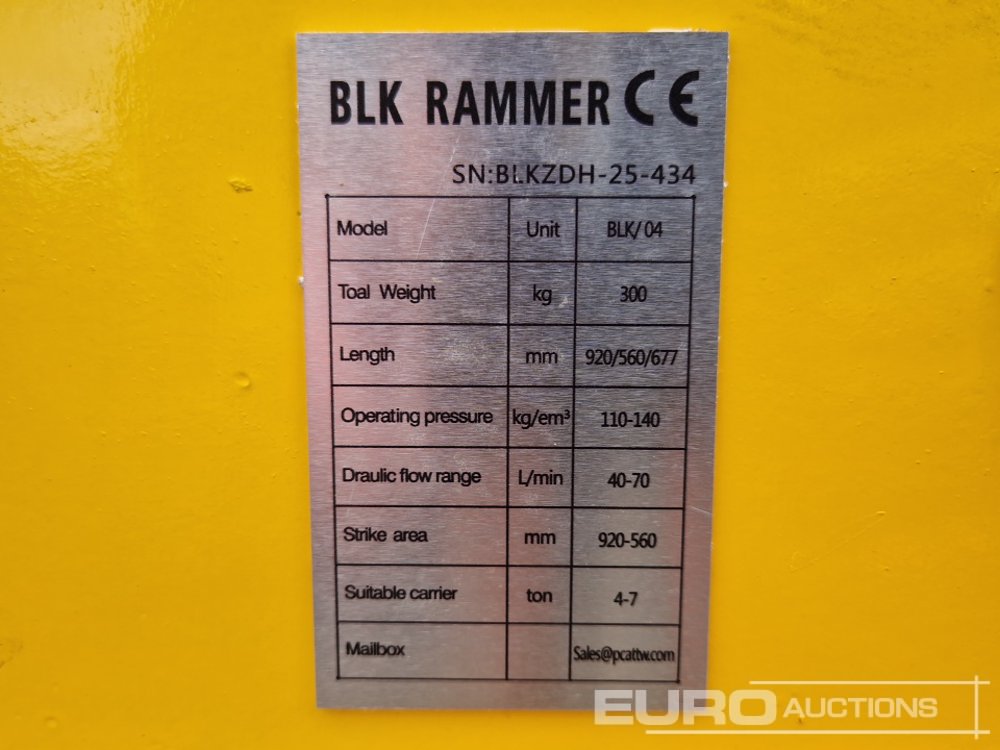 BLK RAMMER CE
SN:BLKZDH-25-434
Model Unit BLK/04
Toal Weight kg 300
Length mm 920/560/677
Operating pressure kg/em³ 110-140
Draulic flow range L/min 40-70
Strike area mm 920-560
Suitable carrier ton 4-7
Mailbox Sales@pcattw.com
EURO AUCTIONS